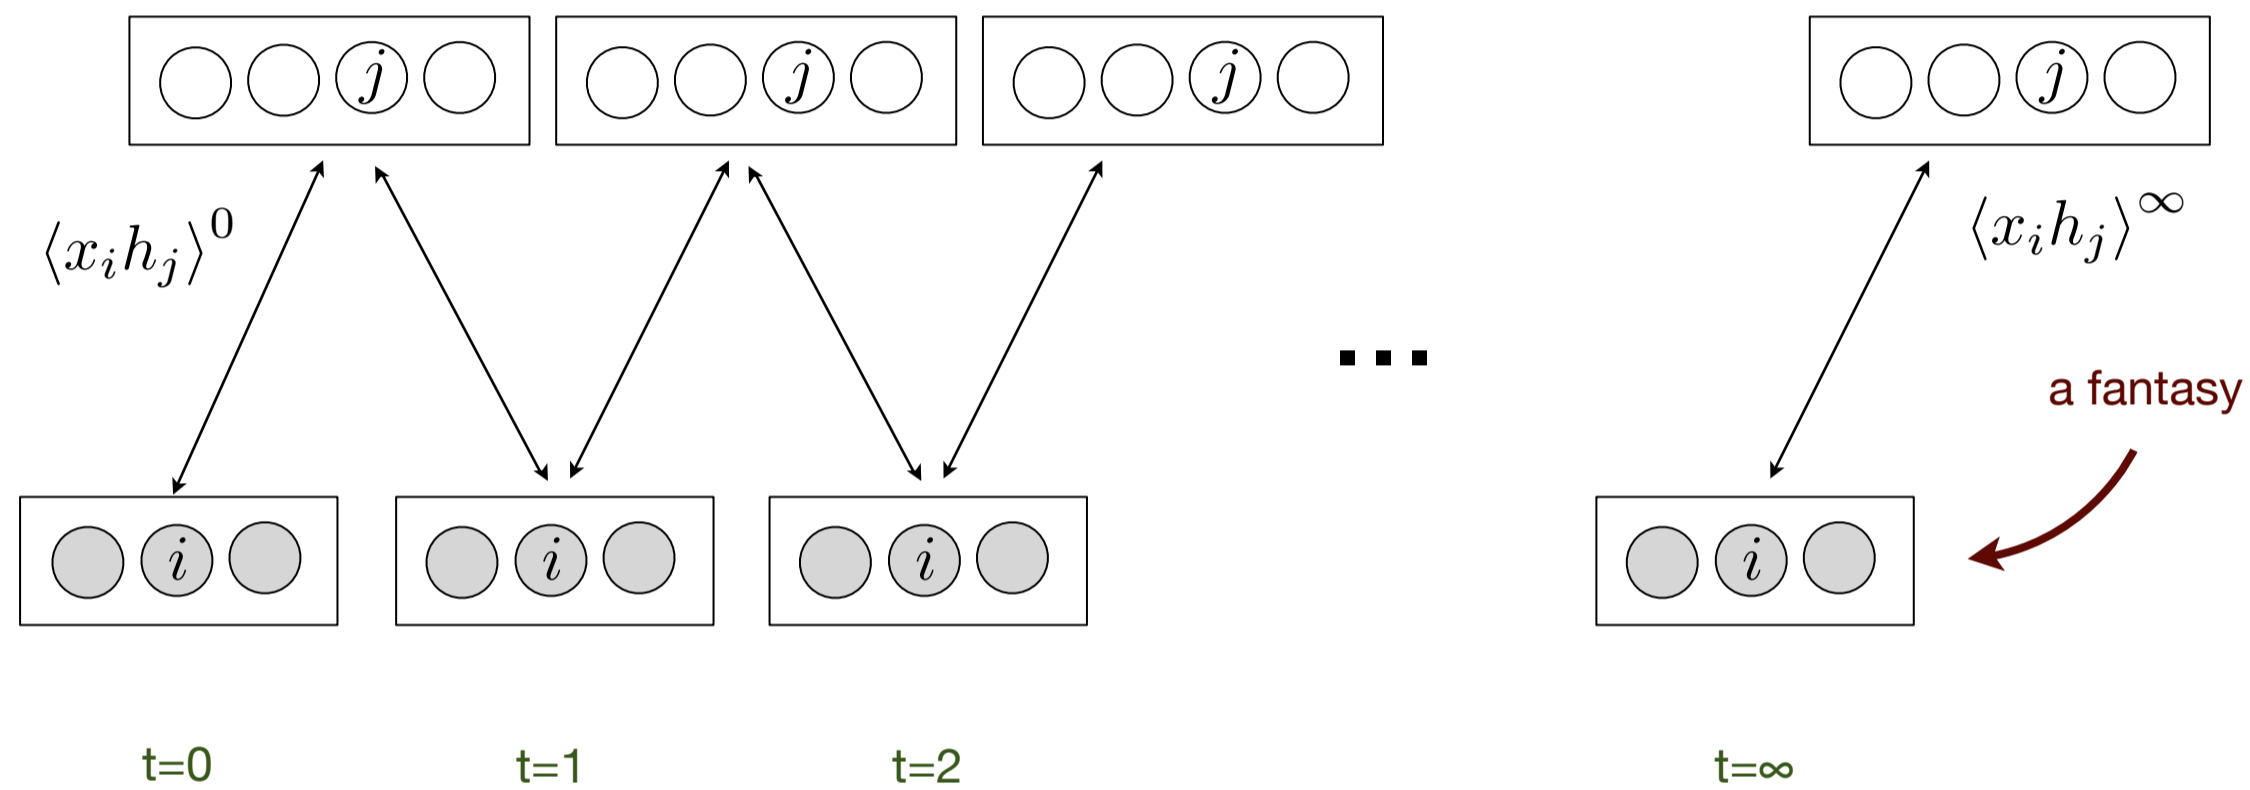 j j j j
⟨x_i h_j⟩^0 ⟨x_i h_j⟩^∞
...
a fantasy
i i i i
t=0 t=1 t=2 t=∞